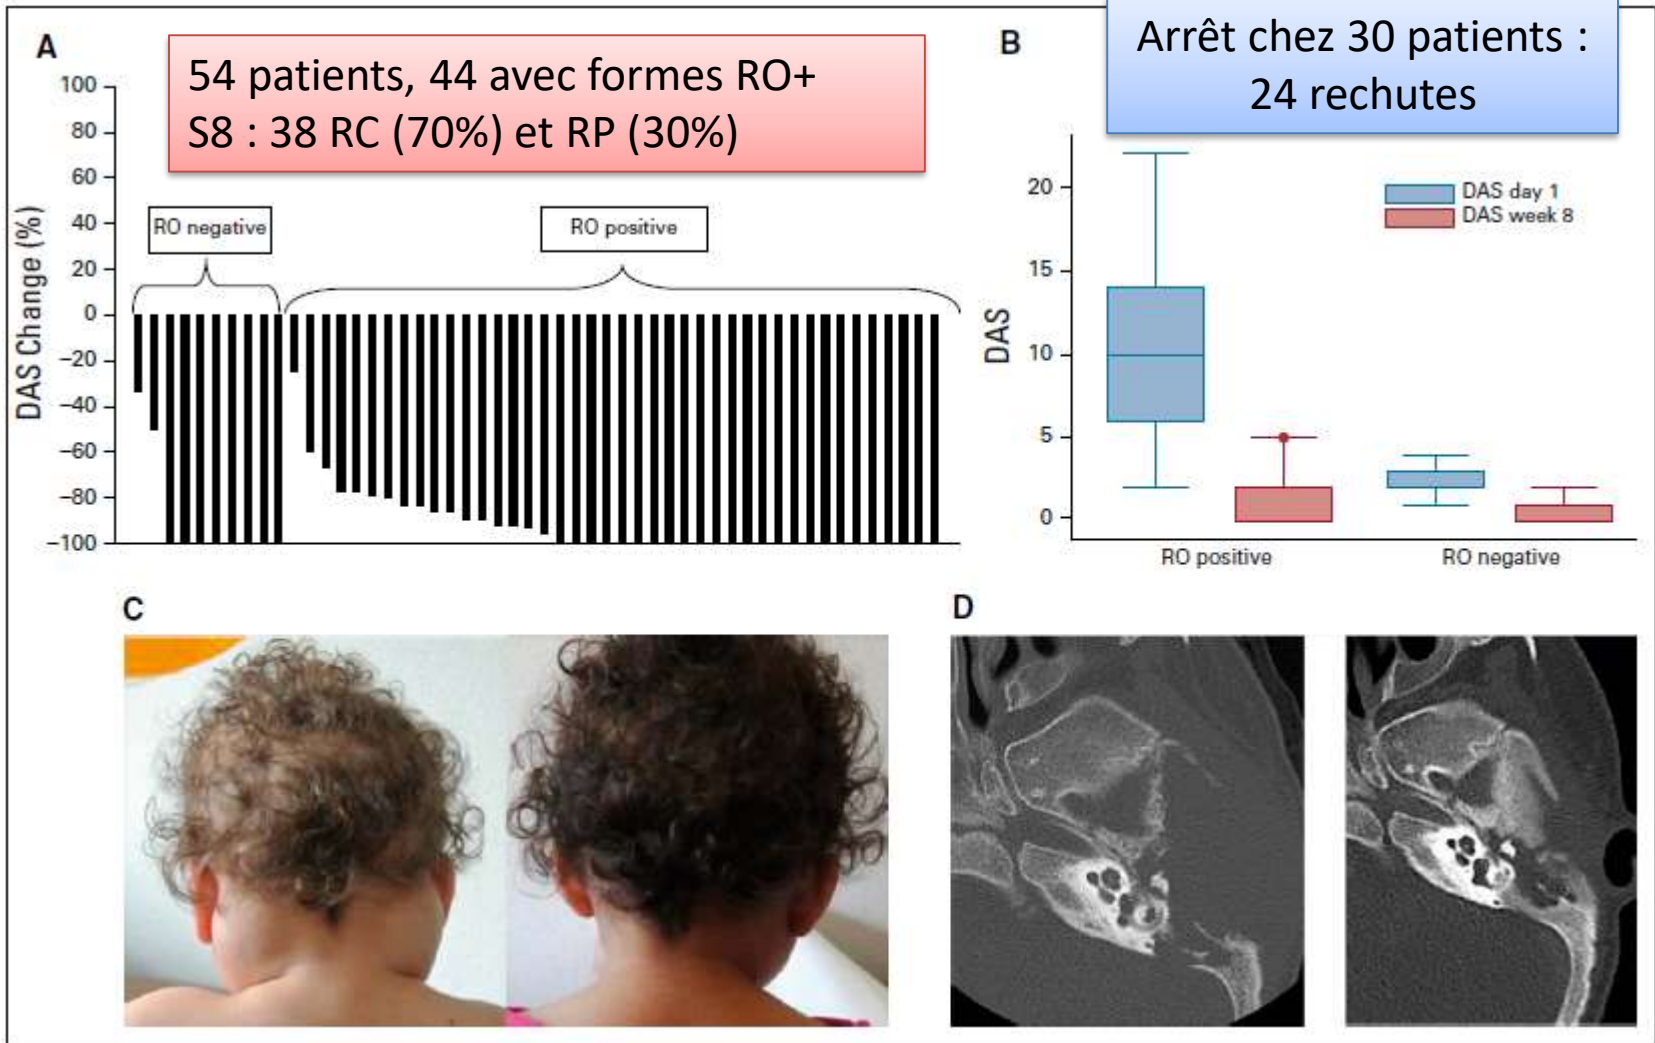 A
54 patients, 44 avec formes RO+
S8 : 38 RC (70%) et RP (30%)
DAS Change (%)
100
80
60
40
20
0
−20
−40
−60
−80
−100
RO negative
RO positive
B
Arrêt chez 30 patients :
24 rechutes
DAS
20
15
10
5
0
DAS day 1
DAS week 8
RO positive
RO negative
C
D